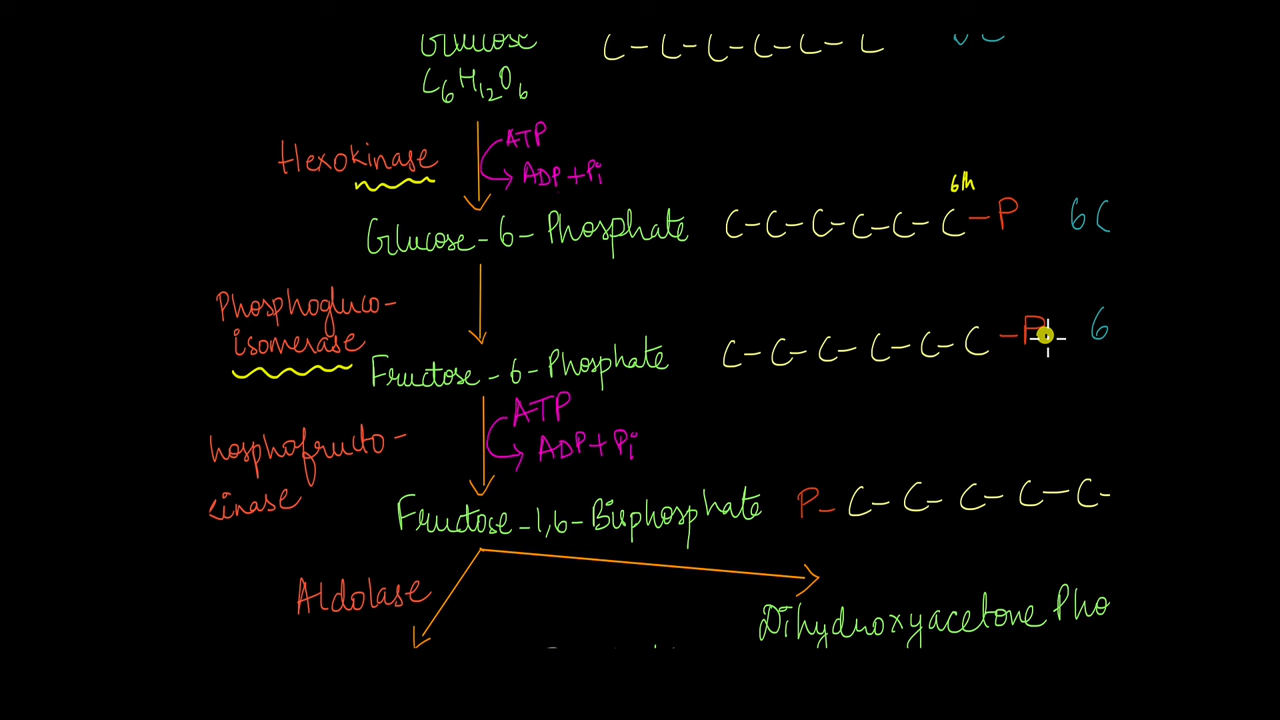 Glucose C-C-C-C-C-C
C6H12O6
Hexokinase
ATP
ADP+Pi
6th
Glucose-6-Phosphate C-C-C-C-C-C-P 6C
Phosphogluco-
isomerase
Fructose-6-Phosphate C-C-C-C-C-C-P 6
ATP
hosphofructo-
ADP+Pi
kinase
Fructose-1,6-Bisphosphate P-C-C-C-C-C-
Aldolase
Dihydroxyacetone Pho